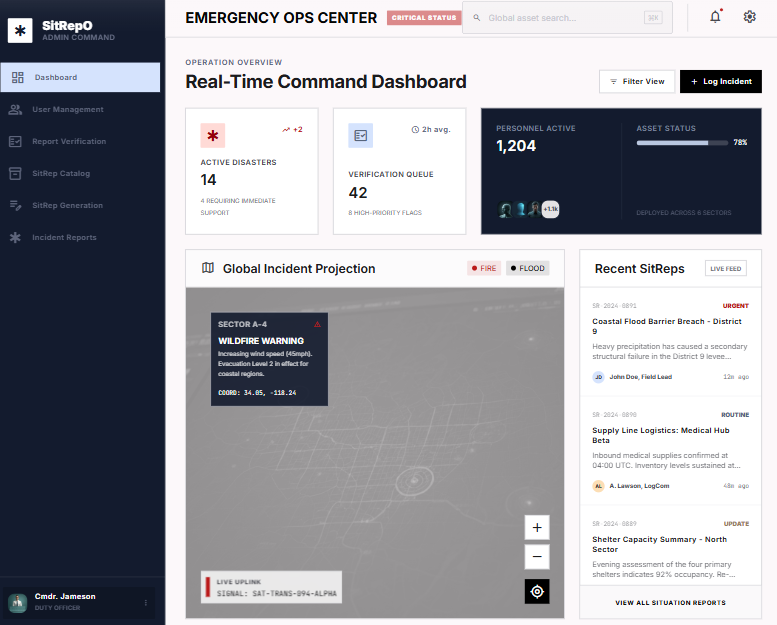 SitRepO
ADMIN COMMAND
Dashboard
User Management
Report Verification
SitRep Catalog
SitRep Generation
Incident Reports
Cmdr. Jameson
DUTY OFFICER
EMERGENCY OPS CENTER
CRITICAL STATUS
Global asset search...
OPERATION OVERVIEW
Real-Time Command Dashboard
Filter View
+ Log Incident
+2
ACTIVE DISASTERS
14
4 REQUIRING IMMEDIATE
SUPPORT
2h avg.
VERIFICATION QUEUE
42
8 HIGH-PRIORITY FLAGS
PERSONNEL ACTIVE
1,204
+1.1k
ASSET STATUS
78%
DEPLOYED ACROSS 6 SECTORS
Global Incident Projection
FIRE
FLOOD
SECTOR A-4
WILDFIRE WARNING
Increasing wind speed (45mph).
Evacuation Level 2 in effect for
coastal regions.
COORD: 34.05, -118.24
+
−
LIVE UPLINK
SIGNAL: SAT-TRANS-094-ALPHA
Recent SitReps
LIVE FEED
SR-2024-0891
URGENT
Coastal Flood Barrier Breach - District
9
Heavy precipitation has caused a secondary
structural failure in the District 9 levee...
JD
John Doe, Field Lead
12m ago
SR-2024-0890
ROUTINE
Supply Line Logistics: Medical Hub
Beta
Inbound medical supplies confirmed at
04:00 UTC. Inventory levels sustained at...
AL
A. Lawson, LogCom
48m ago
SR-2024-0889
UPDATE
Shelter Capacity Summary - North
Sector
Evening assessment of the four primary
shelters indicates 92% occupancy. Re-...
VIEW ALL SITUATION REPORTS